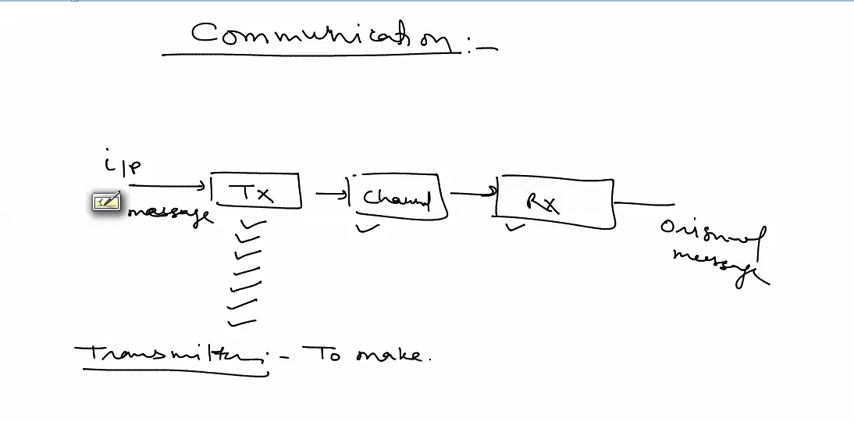 Communication:-
i/p
message
Tx
Channel
Rx
Original
message
Transmitter:- To make.